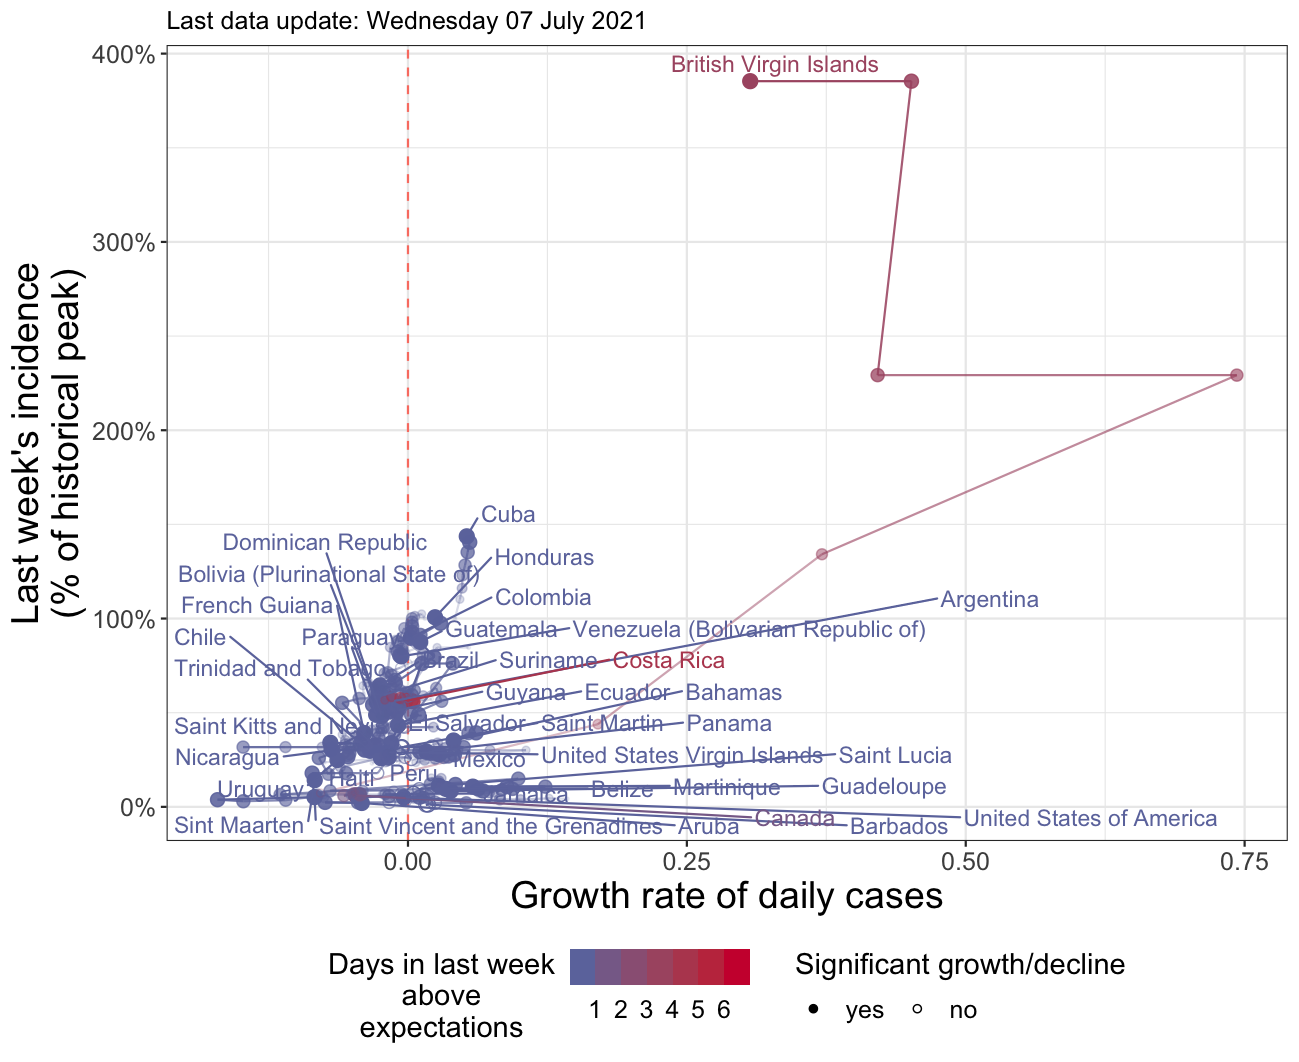 Last data update: Wednesday 07 July 2021
400%
British Virgin Islands
300%
Last week's incidence
(% of historical peak)
200%
Cuba
Dominican Republic
Honduras
Bolivia (Plurinational State of)
Colombia
French Guiana
Argentina
100%
Chile
Paraguay
Guatemala
Venezuela (Bolivarian Republic of)
Trinidad and Tobago
Brazil
Suriname
Costa Rica
Guyana
Ecuador
Bahamas
Saint Kitts and Nevis
El Salvador
Saint Martin
Panama
Nicaragua
Mexico
United States Virgin Islands
Saint Lucia
Haiti
Peru
Uruguay
Jamaica
Belize
Martinique
Guadeloupe
0%
Sint Maarten
Saint Vincent and the Grenadines
Aruba
Canada
Barbados
United States of America
0.00
0.25
0.50
0.75
Growth rate of daily cases
Days in last week
above
expectations
1 2 3 4 5 6
Significant growth/decline
yes
no